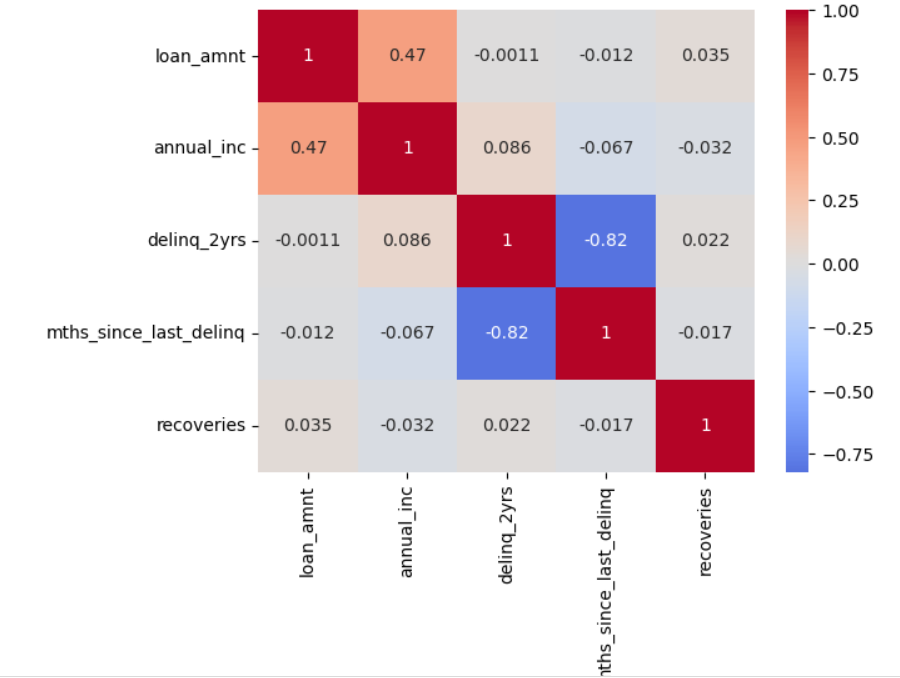 loan_amnt 1 0.47 -0.0011 -0.012 0.035
annual_inc 0.47 1 0.086 -0.067 -0.032
delinq_2yrs -0.0011 0.086 1 -0.82 0.022
mths_since_last_delinq -0.012 -0.067 -0.82 1 -0.017
recoveries 0.035 -0.032 0.022 -0.017 1
loan_amnt
annual_inc
delinq_2yrs
ths_since_last_delinq
recoveries
1.00
0.75
0.50
0.25
0.00
−0.25
−0.50
−0.75